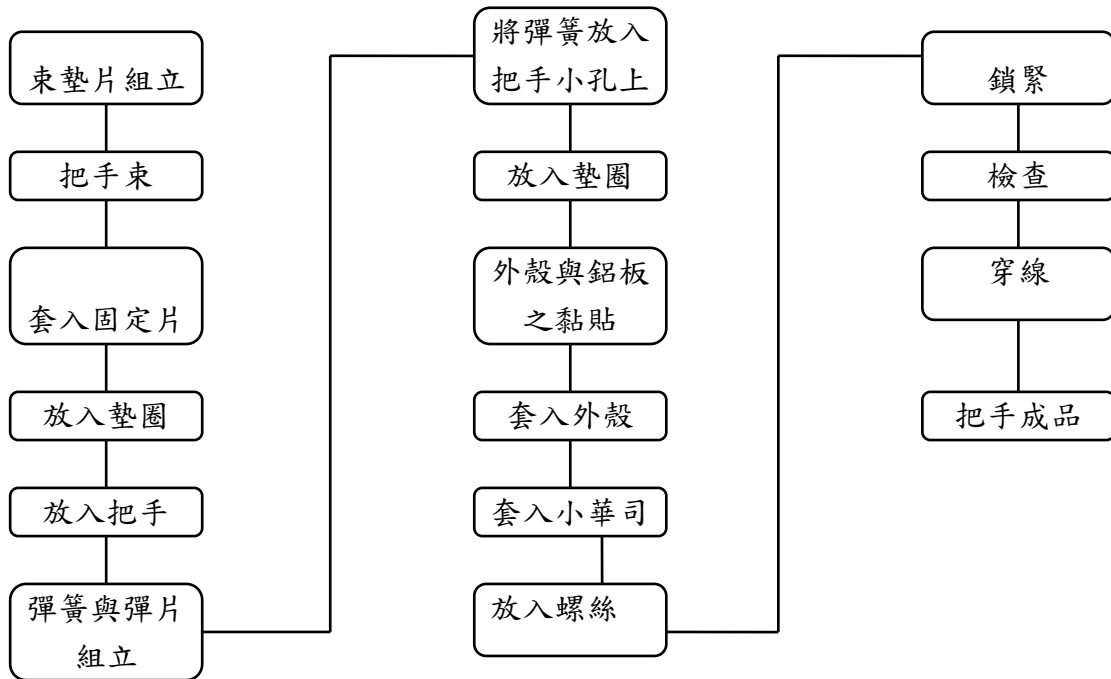 束墊片組立
把手束
套入固定片
放入墊圈
放入把手
彈簧與彈片
組立
將彈簧放入
把手小孔上
放入墊圈
外殼與鋁板
之黏貼
套入外殼
套入小華司
放入螺絲
鎖緊
檢查
穿線
把手成品